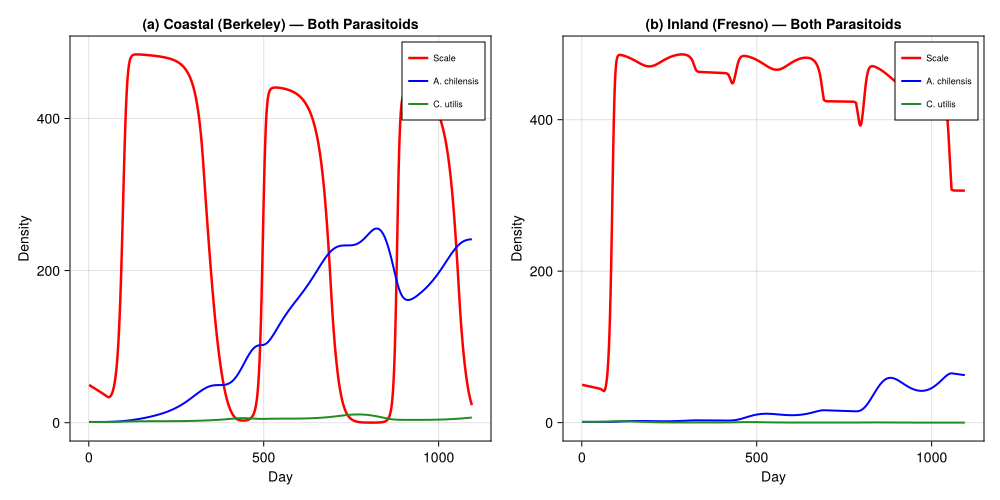 (a) Coastal (Berkeley) — Both Parasitoids
Scale
A. chilensis
C. utilis
400
200
0
Density
0
500
1000
Day
(b) Inland (Fresno) — Both Parasitoids
Scale
A. chilensis
C. utilis
400
200
0
Density
0
500
1000
Day